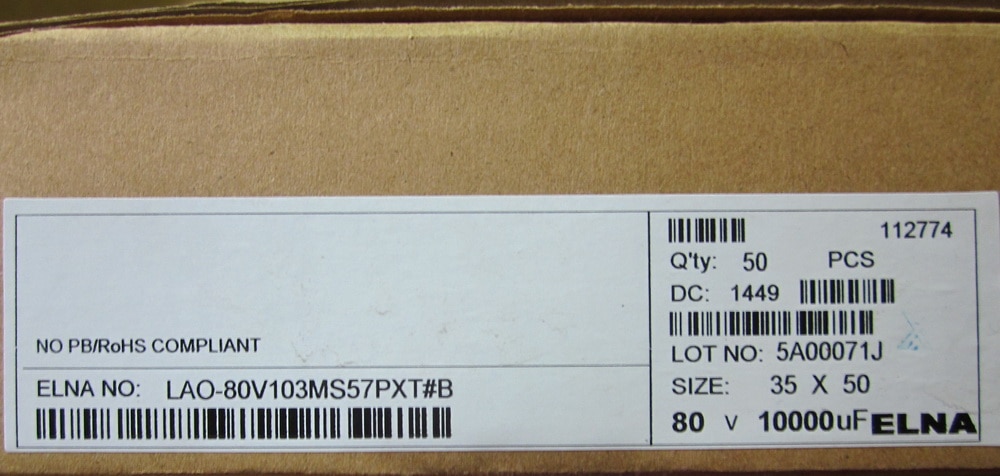 NO PB/RoHS COMPLIANT
ELNA NO: LAO-80V103MS57PXT#B
112774
Q'ty: 50 PCS
DC: 1449
LOT NO: 5A00071J
SIZE: 35 X 50
80 V 10000uF ELNA